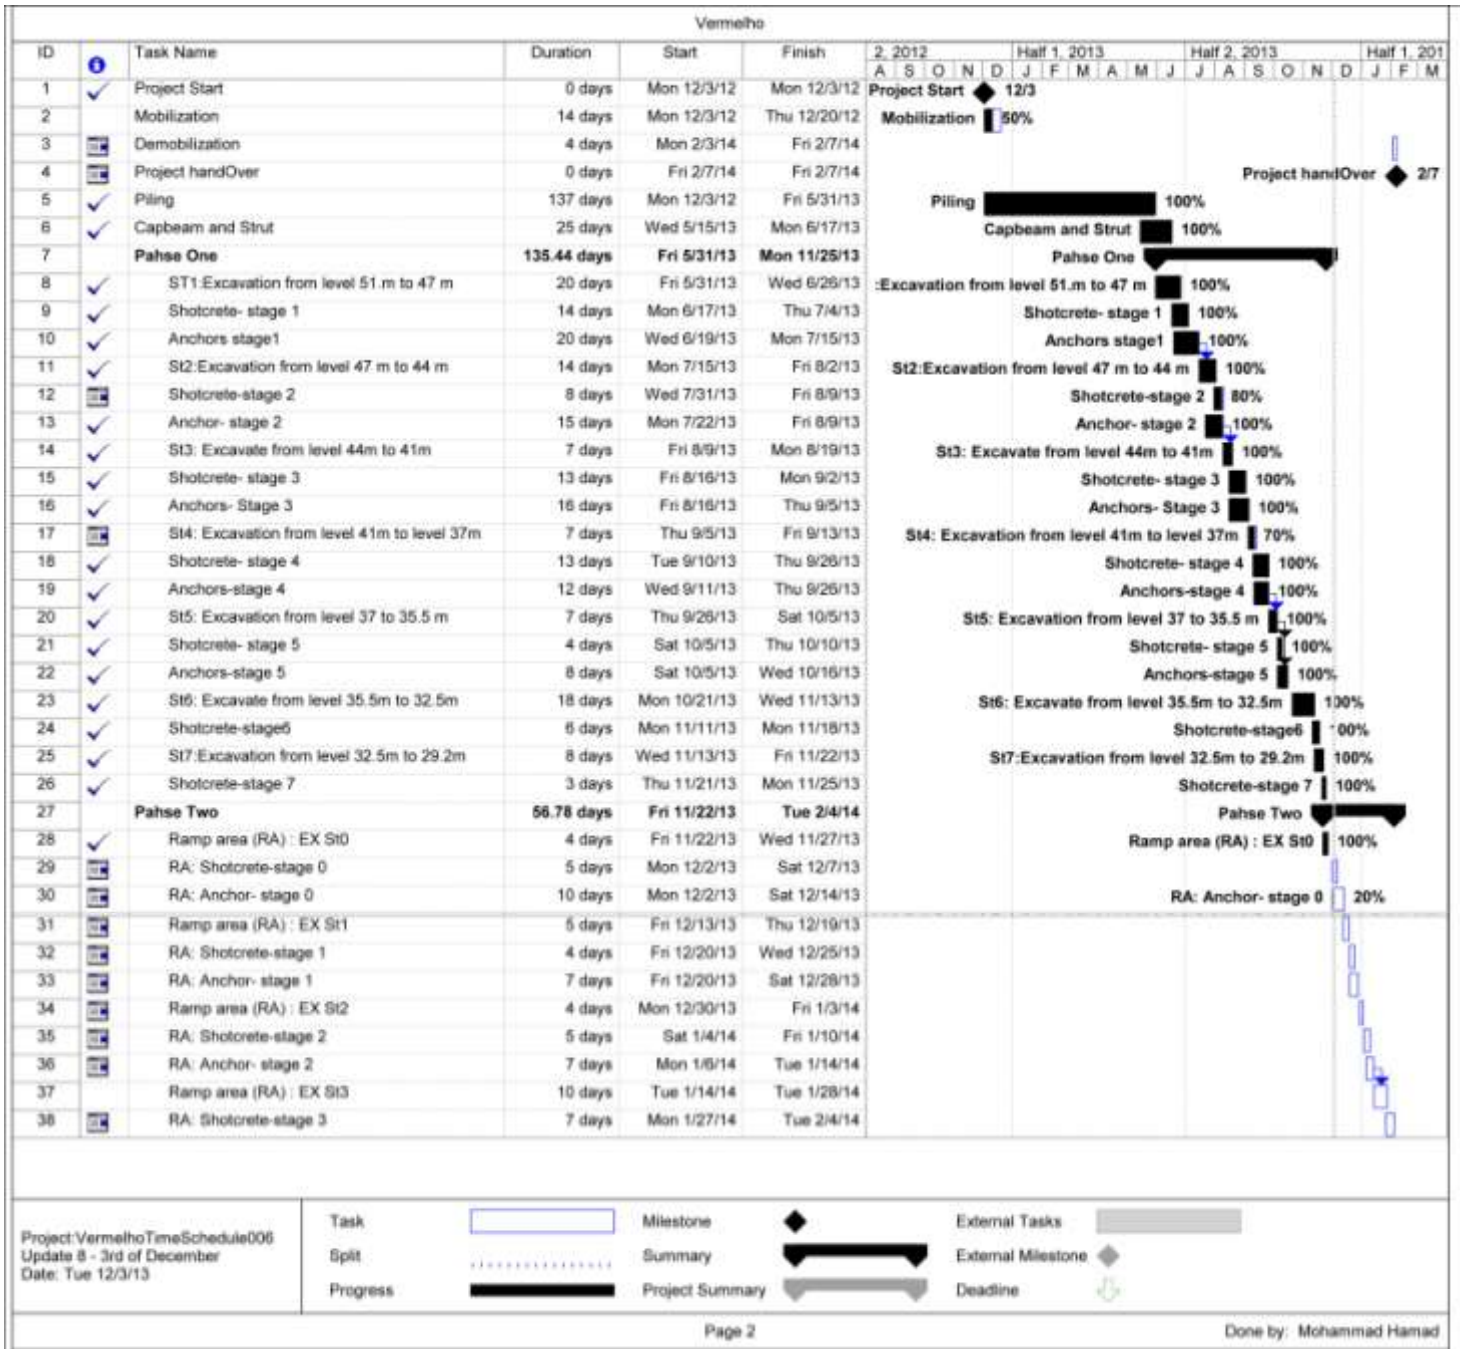 Vermelho
ID Task Name Duration Start Finish 2, 2012 Half 1, 2013 Half 2, 2013 Half 1, 201
A S O N D J F M A M J J A S O N D J F M
1 Project Start 0 days Mon 12/3/12 Mon 12/3/12 Project Start 12/3
2 Mobilization 14 days Mon 12/3/12 Thu 12/20/12 Mobilization 50%
3 Demobilization 4 days Mon 2/3/14 Fri 2/7/14
4 Project handOver 0 days Fri 2/7/14 Fri 2/7/14 Project handOver 2/7
5 Piling 137 days Mon 12/3/12 Fri 5/31/13 Piling 100%
6 Capbeam and Strut 25 days Wed 5/15/13 Mon 6/17/13 Capbeam and Strut 100%
7 Pahse One 135.44 days Fri 5/31/13 Mon 11/25/13 Pahse One
8 ST1:Excavation from level 51.m to 47 m 20 days Fri 5/31/13 Wed 6/26/13 :Excavation from level 51.m to 47 m 100%
9 Shotcrete- stage 1 14 days Mon 6/17/13 Thu 7/4/13 Shotcrete- stage 1 100%
10 Anchors stage1 20 days Wed 6/19/13 Mon 7/15/13 Anchors stage1 100%
11 St2:Excavation from level 47 m to 44 m 14 days Mon 7/15/13 Fri 8/2/13 St2:Excavation from level 47 m to 44 m 100%
12 Shotcrete-stage 2 8 days Wed 7/31/13 Fri 8/9/13 Shotcrete-stage 2 80%
13 Anchor- stage 2 15 days Mon 7/22/13 Fri 8/9/13 Anchor- stage 2 100%
14 St3: Excavate from level 44m to 41m 7 days Fri 8/9/13 Mon 8/19/13 St3: Excavate from level 44m to 41m 100%
15 Shotcrete- stage 3 13 days Fri 8/16/13 Mon 9/2/13 Shotcrete- stage 3 100%
16 Anchors- Stage 3 16 days Fri 8/16/13 Thu 9/5/13 Anchors- Stage 3 100%
17 St4: Excavation from level 41m to level 37m 7 days Thu 9/5/13 Fri 9/13/13 St4: Excavation from level 41m to level 37m 70%
18 Shotcrete- stage 4 13 days Tue 9/10/13 Thu 9/26/13 Shotcrete- stage 4 100%
19 Anchors-stage 4 12 days Wed 9/11/13 Thu 9/26/13 Anchors-stage 4 100%
20 St5: Excavation from level 37 to 35.5 m 7 days Thu 9/26/13 Sat 10/5/13 St5: Excavation from level 37 to 35.5 m 100%
21 Shotcrete- stage 5 4 days Sat 10/5/13 Thu 10/10/13 Shotcrete- stage 5 100%
22 Anchors-stage 5 8 days Sat 10/5/13 Wed 10/16/13 Anchors-stage 5 100%
23 St6: Excavate from level 35.5m to 32.5m 18 days Mon 10/21/13 Wed 11/13/13 St6: Excavate from level 35.5m to 32.5m 100%
24 Shotcrete-stage6 6 days Mon 11/11/13 Mon 11/18/13 Shotcrete-stage6 100%
25 St7:Excavation from level 32.5m to 29.2m 8 days Wed 11/13/13 Fri 11/22/13 St7:Excavation from level 32.5m to 29.2m 100%
26 Shotcrete-stage 7 3 days Thu 11/21/13 Mon 11/25/13 Shotcrete-stage 7 100%
27 Pahse Two 56.78 days Fri 11/22/13 Tue 2/4/14 Pahse Two
28 Ramp area (RA) : EX St0 4 days Fri 11/22/13 Wed 11/27/13 Ramp area (RA) : EX St0 100%
29 RA: Shotcrete-stage 0 5 days Mon 12/2/13 Sat 12/7/13
30 RA: Anchor- stage 0 10 days Mon 12/2/13 Sat 12/14/13 RA: Anchor- stage 0 20%
31 Ramp area (RA) : EX St1 5 days Fri 12/13/13 Thu 12/19/13
32 RA: Shotcrete-stage 1 4 days Fri 12/20/13 Wed 12/25/13
33 RA: Anchor- stage 1 7 days Fri 12/20/13 Sat 12/28/13
34 Ramp area (RA) : EX St2 4 days Mon 12/30/13 Fri 1/3/14
35 RA: Shotcrete-stage 2 5 days Sat 1/4/14 Fri 1/10/14
36 RA: Anchor- stage 2 7 days Mon 1/6/14 Tue 1/14/14
37 Ramp area (RA) : EX St3 10 days Tue 1/14/14 Tue 1/28/14
38 RA: Shotcrete-stage 3 7 days Mon 1/27/14 Tue 2/4/14
Project:VermelhoTimeSchedule006
Update 8 - 3rd of December
Date: Tue 12/3/13
Task Milestone External Tasks
Split Summary External Milestone
Progress Project Summary Deadline
Page 2
Done by: Mohammad Hamad